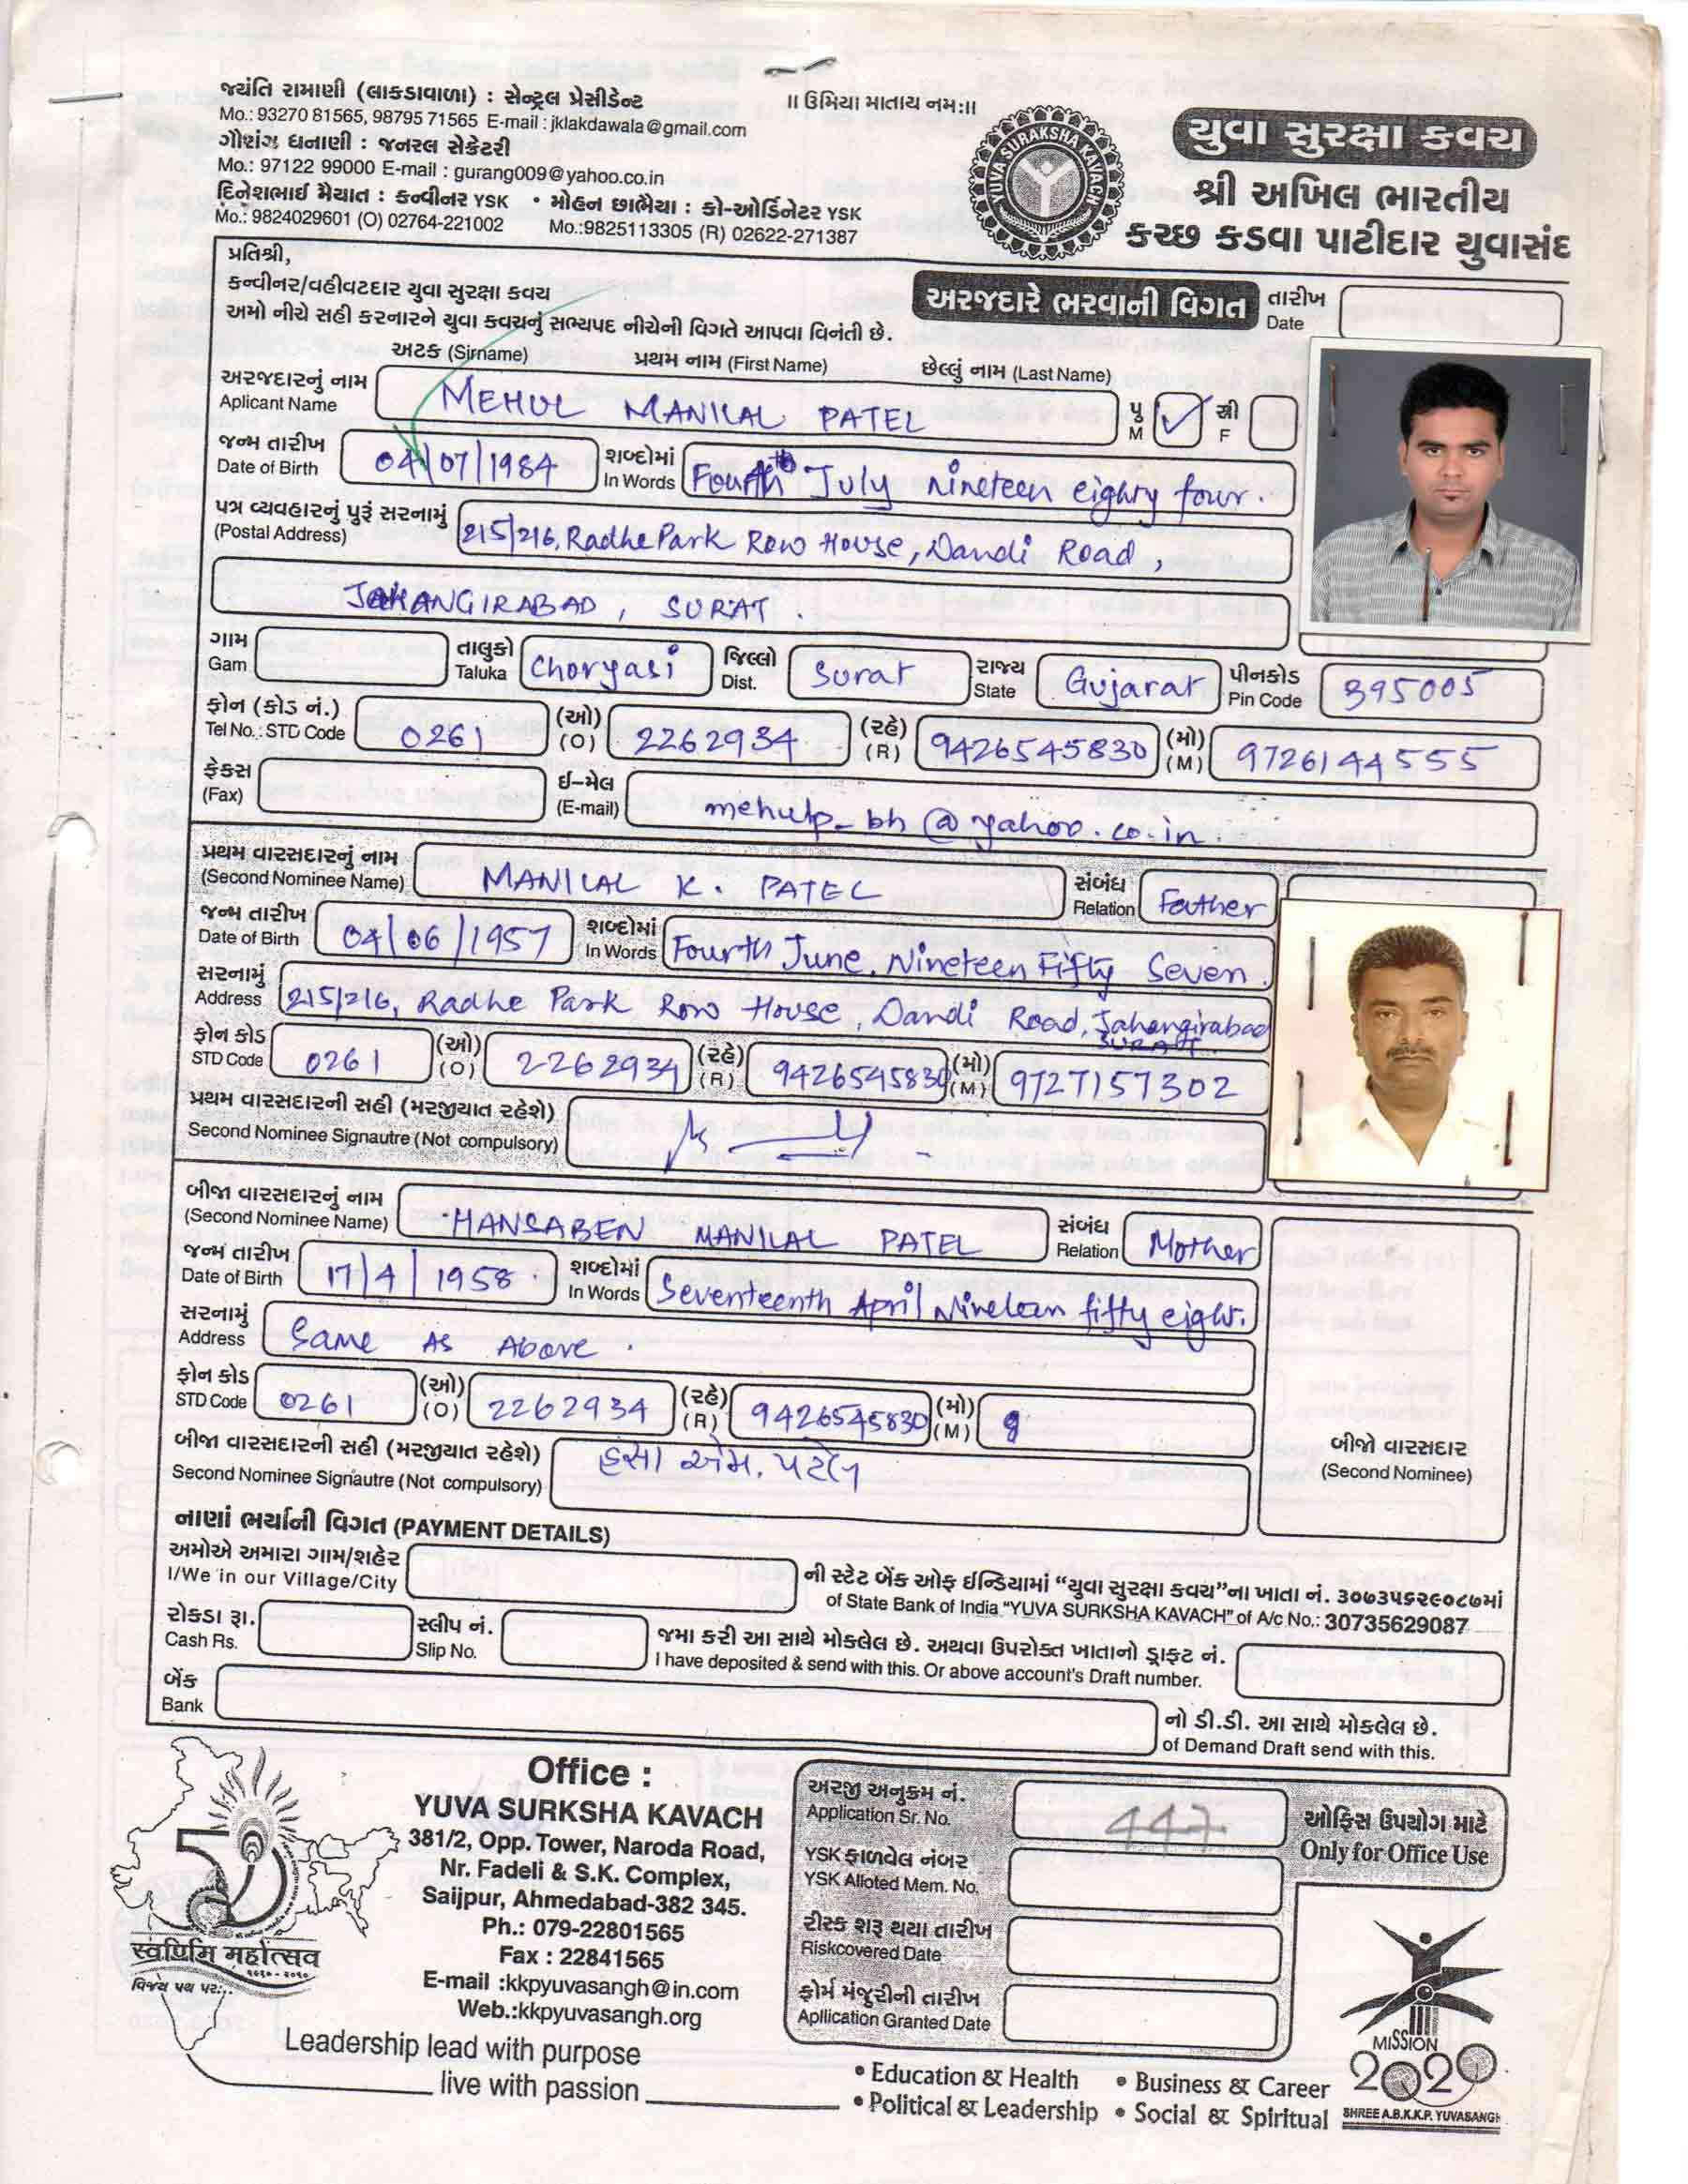 જયંતિ રામાણી (લાકડાવાળા) : સેન્ટ્રલ પ્રેસીડેન્ટ
Mo.: 93270 81565, 98795 71565 E-mail : jklakdawala@gmail.com
ગૌરાંગ ધનાણી : જનરલ સેક્રેટરી
Mo.: 97122 99000 E-mail : gurang009@yahoo.co.in
દિનેશભાઈ મૈયાત : કન્વીનર YSK • મોહન છાભૈયા : કો-ઓર્ડિનેટર YSK
Mo.: 9824029601 (O) 02764-221002 Mo.:9825113305 (R) 02622-271387
॥ ઉમિયા માતાય નમ:॥
YUVA SURAKSHA KAVACH
યુવા સુરક્ષા કવચ
શ્રી અખિલ ભારતીય
કચ્છ કડવા પાટીદાર યુવાસંઘ
પ્રતિશ્રી,
કન્વીનર/વહીવટદાર યુવા સુરક્ષા કવચ
અમો નીચે સહી કરનારને યુવા કવચનું સભ્યપદ નીચેની વિગતે આપવા વિનંતી છે.
અરજદારે ભરવાની વિગત
તારીખ
Date
અટક (Sirname) પ્રથમ નામ (First Name) છેલ્લું નામ (Last Name)
અરજદારનું નામ
Aplicant Name MEHUL MANILAL PATEL પુ M ✓ સ્રી F
જન્મ તારીખ શબ્દોમાં
Date of Birth 04/07/1984 In Words Fourth July nineteen eighty four.
પત્ર વ્યવહારનું પુરૂં સરનામું
(Postal Address) 215/216, Radhe Park Row House, Dandi Road,
JAHANGIRABAD, SURAT.
ગામ તાલુકો જિલ્લો રાજ્ય પીનકોડ
Gam Taluka Choryasi Dist. Surat State Gujarat Pin Code 395005
ફોન (કોડ નં.) (ઓ) (રહે) (મો)
Tel No.: STD Code 0261 (O) 2262934 (R) 9426545830 (M) 9726144555
ફેક્સ ઈ-મેલ
(Fax) (E-mail) mehulp_bh@yahoo.co.in.
પ્રથમ વારસદારનું નામ સંબંધ
(Second Nominee Name) MANILAL K. PATEL Relation Father
જન્મ તારીખ શબ્દોમાં
Date of Birth 04/06/1957 In Words Fourth June, Nineteen Fifty Seven.
સરનામું
Address 215/216, Radhe Park Row House, Dandi Road, Jahangirabad
SURAT.
ફોન કોડ (ઓ) (રહે) (મો)
STD Code 0261 (O) 2262934 (R) 9426545830 (M) 9727157302
પ્રથમ વારસદારની સહી (મરજીયાત રહેશે)
Second Nominee Signautre (Not compulsory)
બીજા વારસદારનું નામ સંબંધ
(Second Nominee Name) HANSABEN MANILAL PATEL Relation Mother
જન્મ તારીખ શબ્દોમાં
Date of Birth 17/4/1958 In Words Seventeenth April Nineteen fifty eight.
સરનામું
Address Same As Above.
ફોન કોડ (ઓ) (રહે) (મો)
STD Code 0261 (O) 2262934 (R) 9426545830 (M) 9
બીજા વારસદારની સહી (મરજીયાત રહેશે) હંસા એમ. પટેલ
Second Nominee Signautre (Not compulsory)
બીજો વારસદાર
(Second Nominee)
નાણાં ભર્યાની વિગત (PAYMENT DETAILS)
અમોએ અમારા ગામ/શહેર ની સ્ટેટ બેંક ઓફ ઈન્ડિયામાં “યુવા સુરક્ષા કવચ”ના ખાતા નં. ૩૦૭૩૫૬૨૯૦૮૭માં
I/We in our Village/City of State Bank of India "YUVA SURKSHA KAVACH" of A/c No.: 30735629087
રોકડા રૂા. સ્લીપ નં. જમા કરી આ સાથે મોકલેલ છે. અથવા ઉપરોક્ત ખાતાનો ડ્રાફ્ટ નં.
Cash Rs. Slip No. I have deposited & send with this. Or above account's Draft number.
બેંક નો ડી.ડી. આ સાથે મોકલેલ છે.
Bank of Demand Draft send with this.
Office :
YUVA SURKSHA KAVACH
381/2, Opp. Tower, Naroda Road,
Nr. Fadeli & S.K. Complex,
Saijpur, Ahmedabad-382 345.
Ph.: 079-22801565
Fax : 22841565
E-mail :kkpyuvasangh@in.com
Web.:kkpyuvasangh.org
50
स्वर्णिम महोत्सव
૧૯૬૦ - ૨૦૧૦
વિજય પથ પર...
Leadership lead with purpose
live with passion
અરજી અનુક્રમ નં.
Application Sr. No. 447
YSK ફાળવેલ નંબર
YSK Alloted Mem. No.
રીસ્ક શરૂ થયા તારીખ
Riskcovered Date
ફોર્મ મંજુરીની તારીખ
Apllication Granted Date
ઓફિસ ઉપયોગ માટે
Only for Office Use
• Education & Health • Business & Career
• Political & Leadership • Social & Spiritual
MISSION
2020
SHREE A.B.K.K.P. YUVASANGH